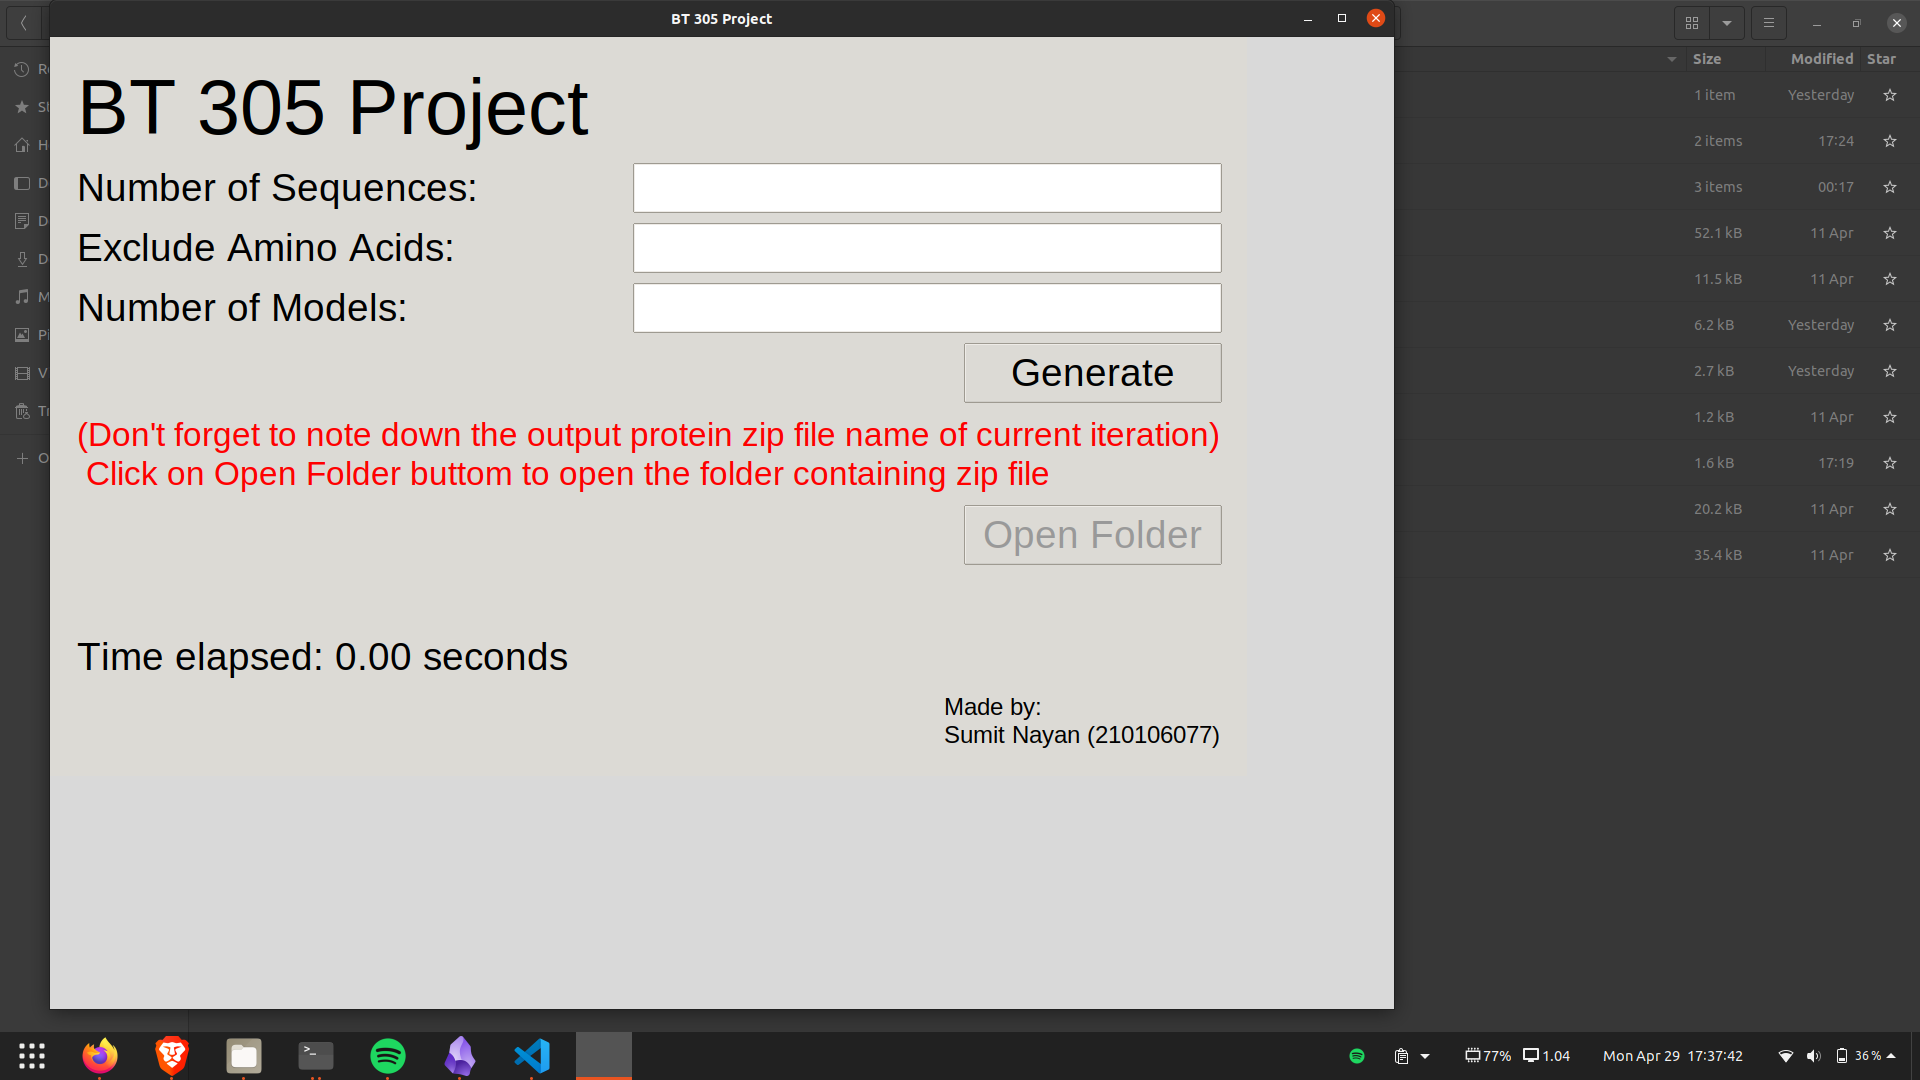 BT 305 Project
BT 305 Project
Number of Sequences:
Exclude Amino Acids:
Number of Models:
Generate
(Don't forget to note down the output protein zip file name of current iteration)
Click on Open Folder buttom to open the folder containing zip file
Open Folder
Time elapsed: 0.00 seconds
Made by:
Sumit Nayan (210106077)
Size Modified Star
1 item Yesterday
2 items 17:24
3 items 00:17
52.1 kB 11 Apr
11.5 kB 11 Apr
6.2 kB Yesterday
2.7 kB Yesterday
1.2 kB 11 Apr
1.6 kB 17:19
20.2 kB 11 Apr
35.4 kB 11 Apr
77% 1.04 Mon Apr 29 17:37:42 36%